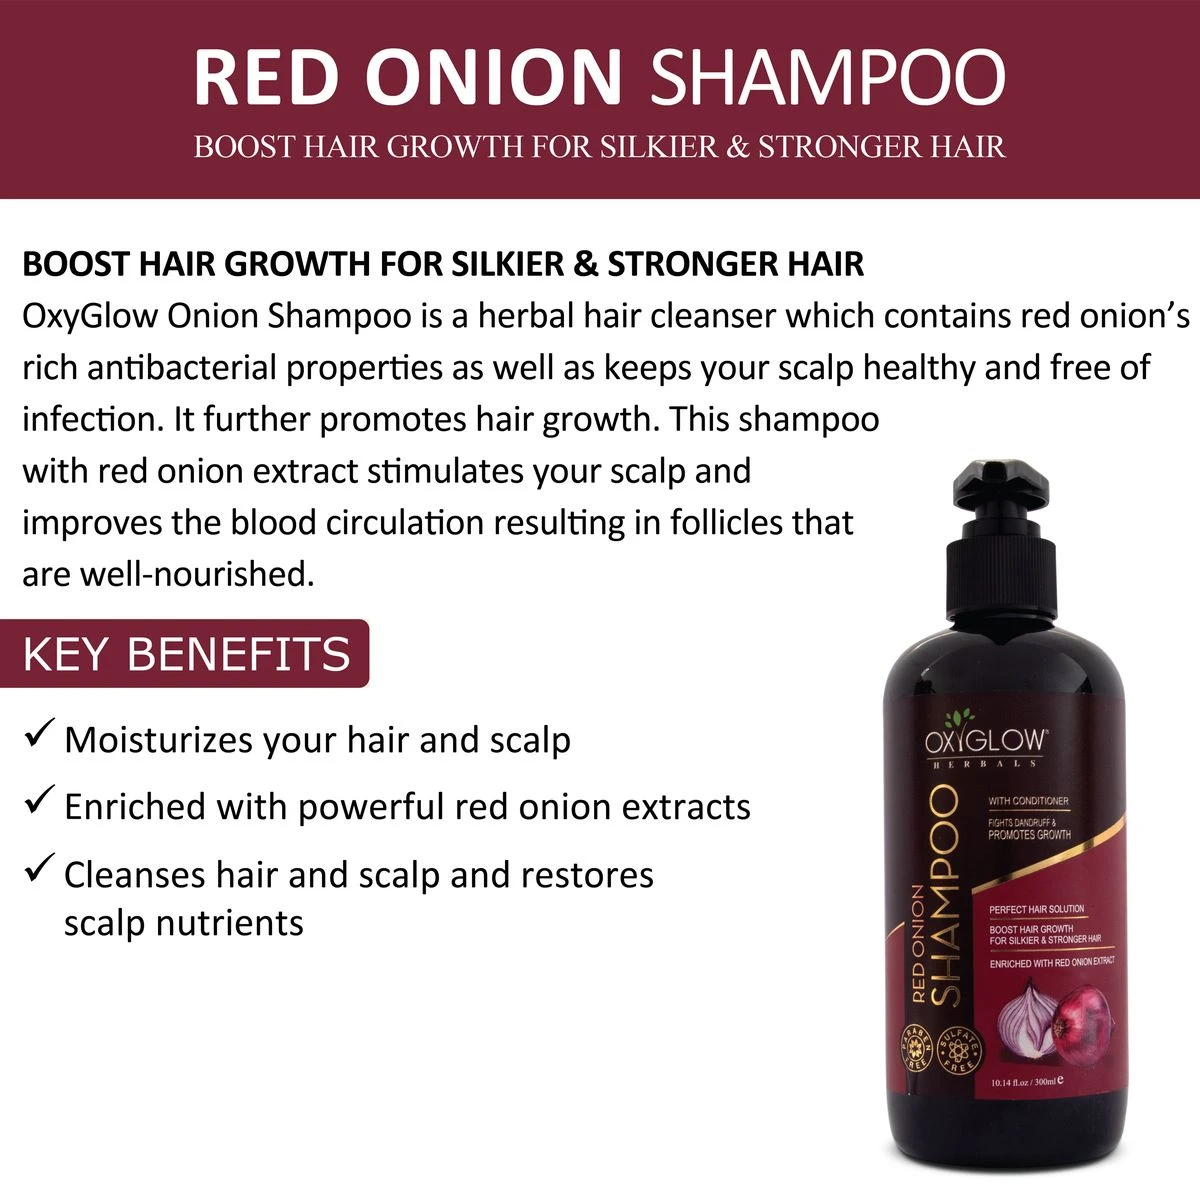 RED ONION SHAMPOO
BOOST HAIR GROWTH FOR SILKIER & STRONGER HAIR
BOOST HAIR GROWTH FOR SILKIER & STRONGER HAIR
OxyGlow Onion Shampoo is a herbal hair cleanser which contains red onion’s
rich antibacterial properties as well as keeps your scalp healthy and free of
infection. It further promotes hair growth. This shampoo
with red onion extract stimulates your scalp and
improves the blood circulation resulting in follicles that
are well-nourished.
KEY BENEFITS
✓ Moisturizes your hair and scalp
✓ Enriched with powerful red onion extracts
✓ Cleanses hair and scalp and restores
scalp nutrients
OXYGLOW®
HERBALS
RED ONION
SHAMPOO
WITH CONDITIONER
FIGHTS DANDRUFF &
PROMOTES GROWTH
PERFECT HAIR SOLUTION
BOOST HAIR GROWTH
FOR SILKIER & STRONGER HAIR
ENRICHED WITH RED ONION EXTRACT
PARABEN FREE
SULFATE FREE
10.14 fl.oz / 300ml e